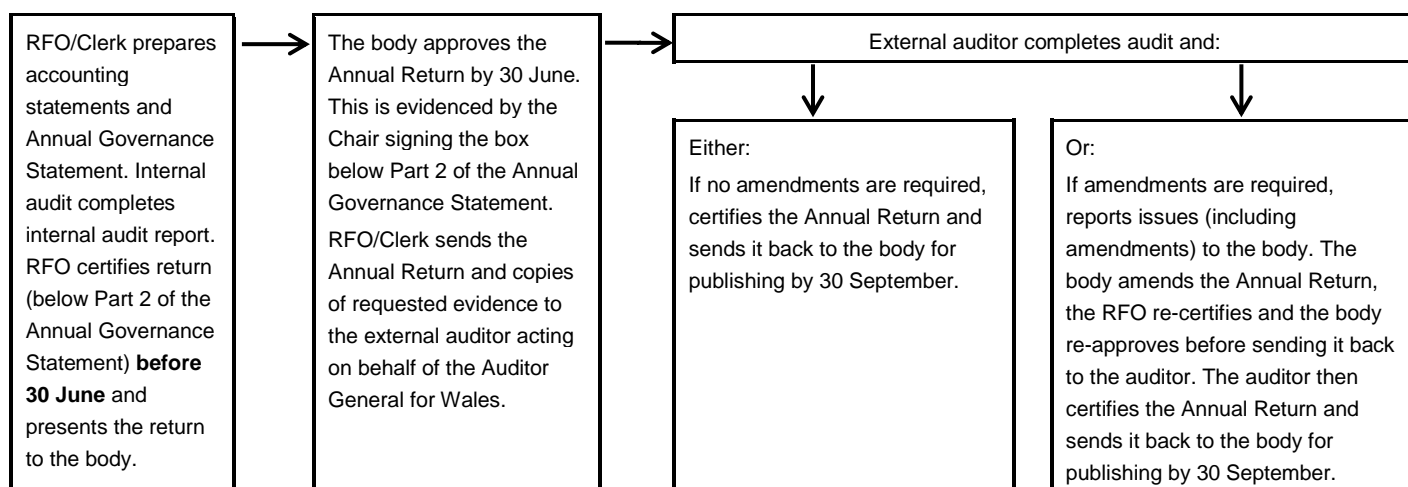 RFO/Clerk prepares
accounting
statements and
Annual Governance
Statement. Internal
audit completes
internal audit report.
RFO certifies return
(below Part 2 of the
Annual Governance
Statement) before
30 June and
presents the return
to the body.
The body approves the
Annual Return by 30 June.
This is evidenced by the
Chair signing the box
below Part 2 of the Annual
Governance Statement.
RFO/Clerk sends the
Annual Return and copies
of requested evidence to
the external auditor acting
on behalf of the Auditor
General for Wales.
External auditor completes audit and:
Either:
If no amendments are required,
certifies the Annual Return and
sends it back to the body for
publishing by 30 September.
Or:
If amendments are required,
reports issues (including
amendments) to the body. The
body amends the Annual Return,
the RFO re-certifies and the body
re-approves before sending it back
to the auditor. The auditor then
certifies the Annual Return and
sends it back to the body for
publishing by 30 September.